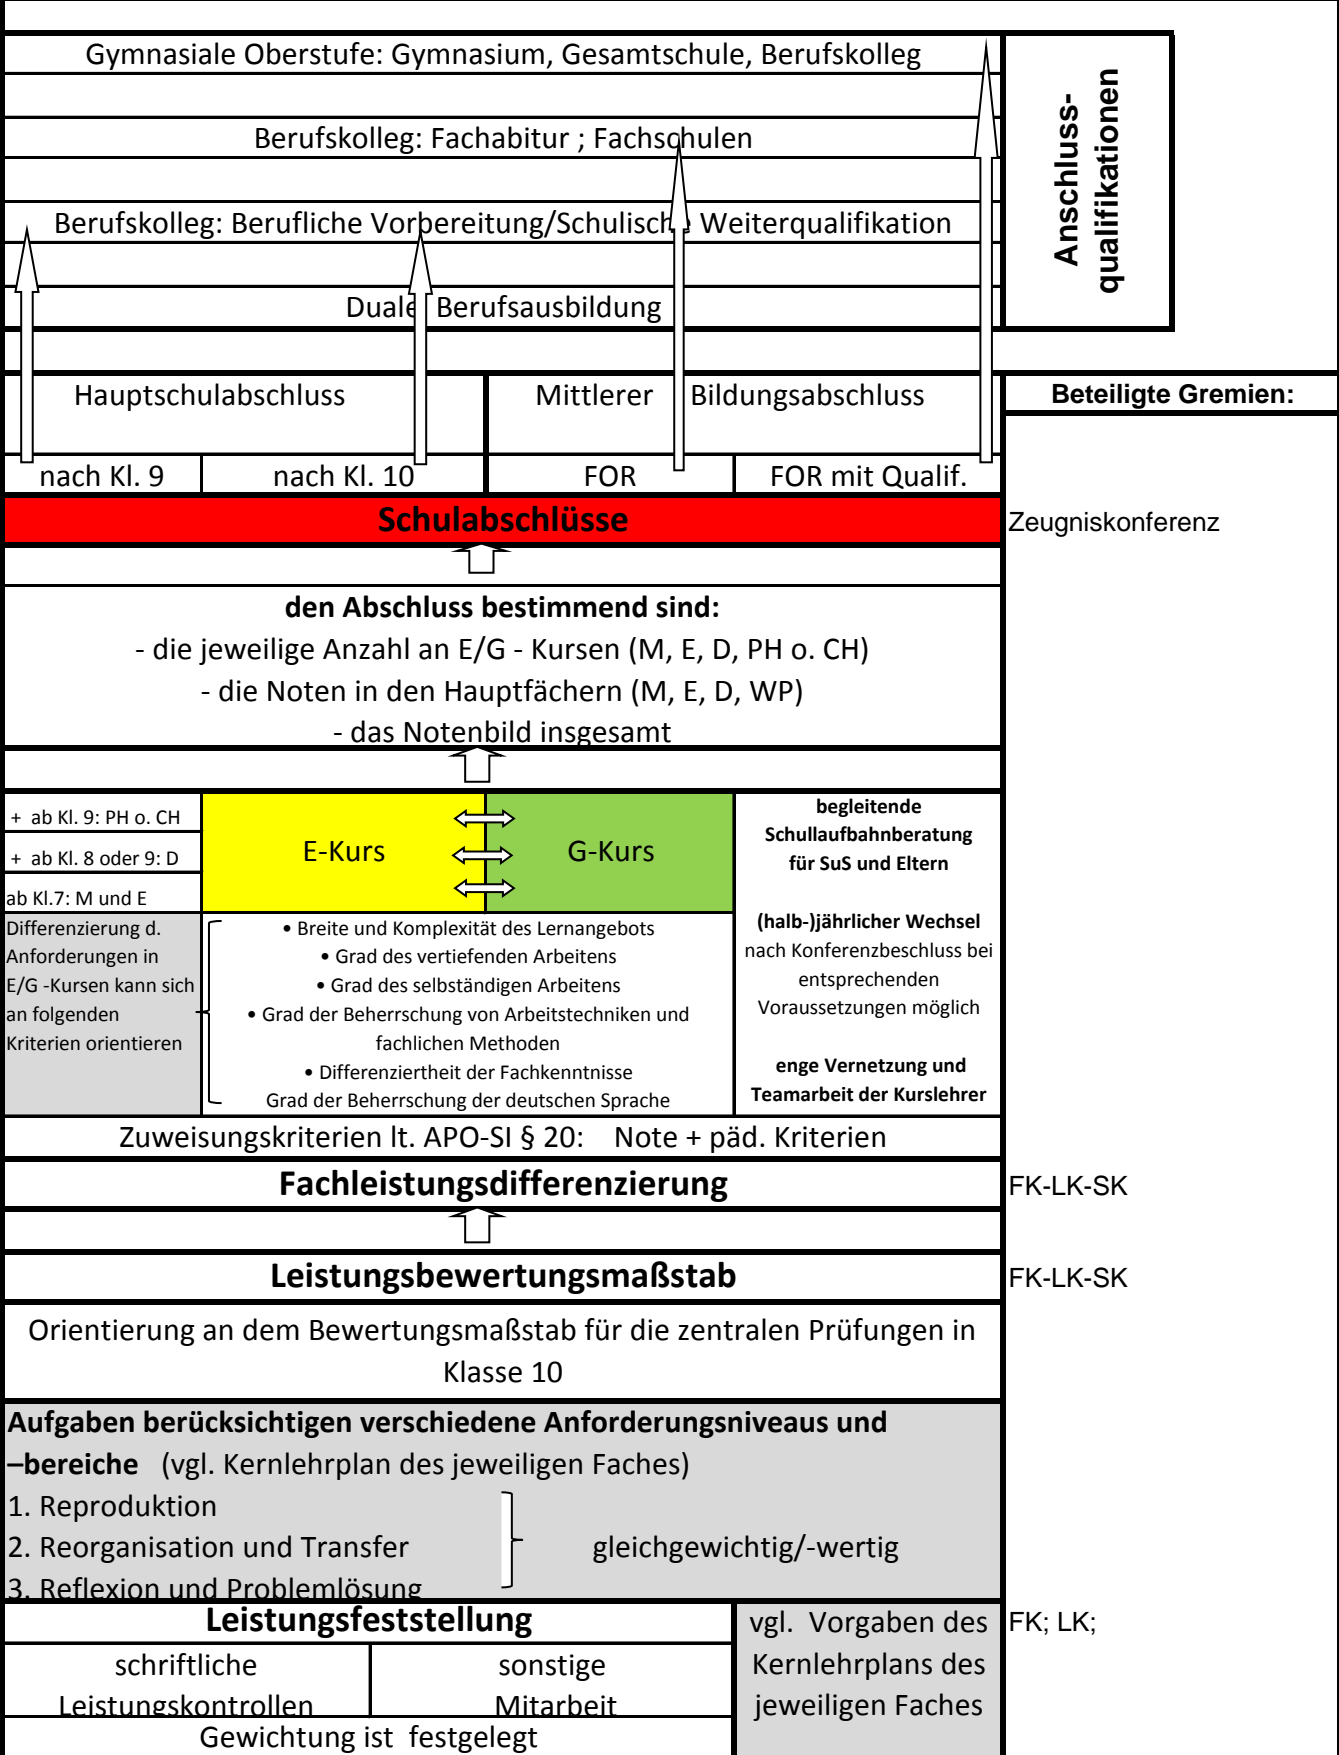 Gymnasiale Oberstufe: Gymnasium, Gesamtschule, Berufskolleg
Anschluss-
qualifikationen
Berufskolleg: Fachabitur ; Fachschulen
Berufskolleg: Berufliche Vorbereitung/Schulische Weiterqualifikation
Duale Berufsausbildung
Hauptschulabschluss
Mittlerer Bildungsabschluss
Beteiligte Gremien:
nach Kl. 9
nach Kl. 10
FOR
FOR mit Qualif.
Schulabschlüsse
Zeugniskonferenz
den Abschluss bestimmend sind:
- die jeweilige Anzahl an E/G - Kursen (M, E, D, PH o. CH)
- die Noten in den Hauptfächern (M, E, D, WP)
- das Notenbild insgesamt
+ ab Kl. 9: PH o. CH
+ ab Kl. 8 oder 9: D
ab Kl.7: M und E
E-Kurs
G-Kurs
begleitende
Schullaufbahnberatung
für SuS und Eltern
(halb-)jährlicher Wechsel
nach Konferenzbeschluss bei
entsprechenden
Voraussetzungen möglich
enge Vernetzung und
Teamarbeit der Kurslehrer
Differenzierung d.
Anforderungen in
E/G -Kursen kann sich
an folgenden
Kriterien orientieren
• Breite und Komplexität des Lernangebots
• Grad des vertiefenden Arbeitens
• Grad des selbständigen Arbeitens
• Grad der Beherrschung von Arbeitstechniken und
fachlichen Methoden
• Differenziertheit der Fachkenntnisse
Grad der Beherrschung der deutschen Sprache
Zuweisungskriterien lt. APO-SI § 20: Note + päd. Kriterien
Fachleistungsdifferenzierung
FK-LK-SK
Leistungsbewertungsmaßstab
FK-LK-SK
Orientierung an dem Bewertungsmaßstab für die zentralen Prüfungen in
Klasse 10
Aufgaben berücksichtigen verschiedene Anforderungsniveaus und
–bereiche (vgl. Kernlehrplan des jeweiligen Faches)
1. Reproduktion
2. Reorganisation und Transfer
3. Reflexion und Problemlösung
gleichgewichtig/-wertig
Leistungsfeststellung
FK; LK;
schriftliche
Leistungskontrollen
sonstige
Mitarbeit
Gewichtung ist festgelegt
vgl. Vorgaben des
Kernlehrplans des
jeweiligen Faches